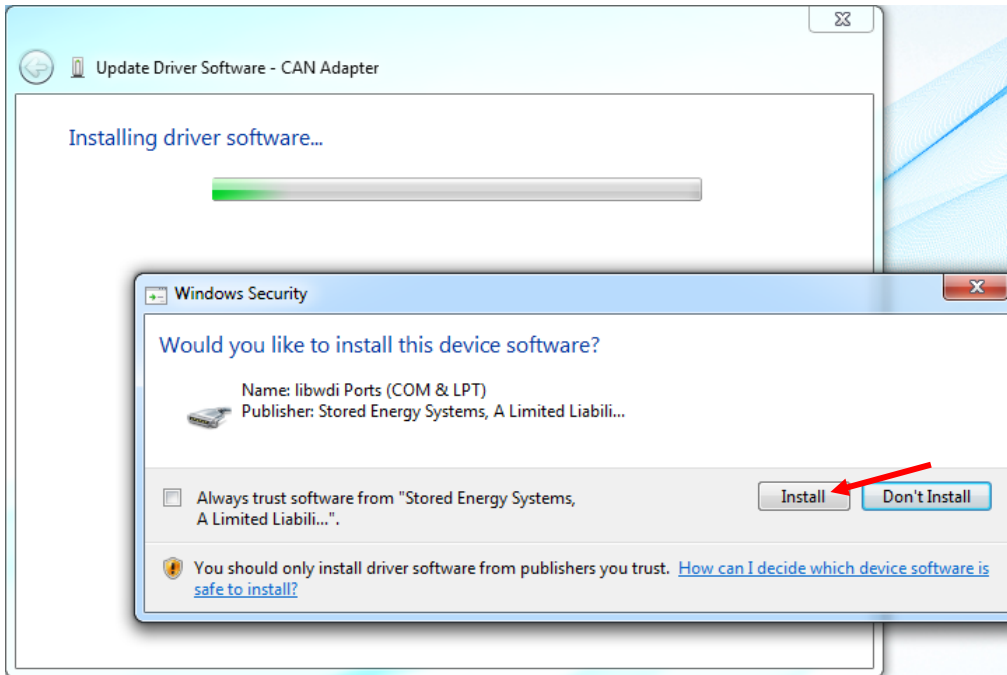 Update Driver Software - CAN Adapter
Installing driver software...
Windows Security
Would you like to install this device software?
Name: libwdi Ports (COM & LPT)
Publisher: Stored Energy Systems, A Limited Liabili...
Always trust software from "Stored Energy Systems,
A Limited Liabili...".
Install
Don't Install
You should only install driver software from publishers you trust. How can I decide which device software is
safe to install?